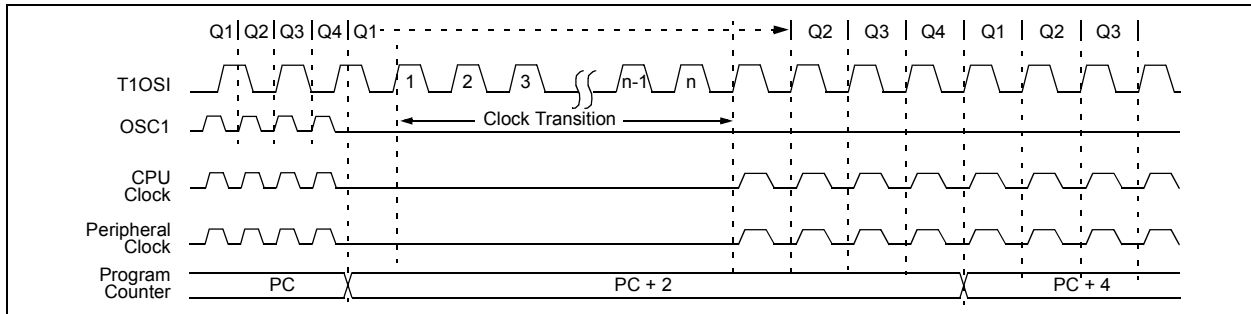 Q1 Q2 Q3 Q4 Q1 Q2 Q3 Q4 Q1 Q2 Q3
T1OSI 1 2 3 n-1 n
OSC1 Clock Transition
CPU
Clock
Peripheral
Clock
Program
Counter
PC PC + 2 PC + 4